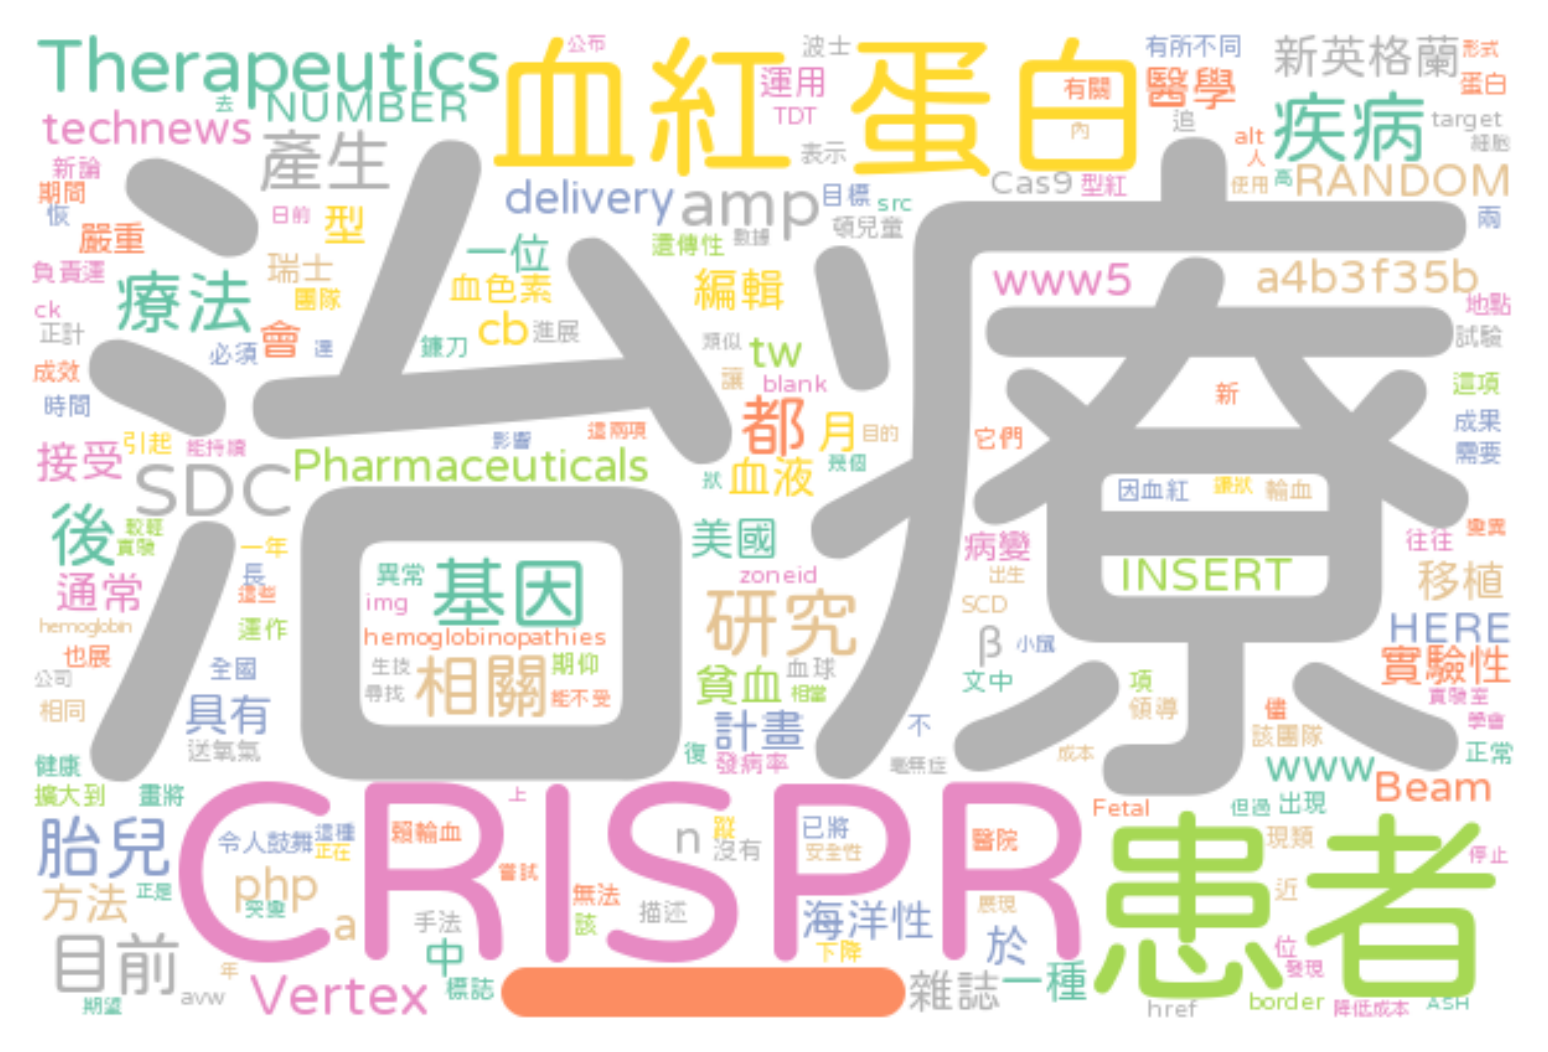 Therapeutics
血紅蛋白
公布
波士
有所不同
新英格蘭
形式
去
NUMBER
運用
有關
醫學
疾病
蛋白
technews
TDT
追
target
產生
表示
內
alt
細胞
新論
人
期間
delivery
amp
目標
src
Cas9
型紅
使用
高
RANDOM
恢
日前
型
頓兒童
兩
嚴重
一位
遺傳性
數據
負責運
瑞士
療法
團隊
血色素
編輯
www5
a4b3f35b
ck
正計
會
cb
進展
地點
必須
鐮刀
類似
tw
試驗
成效
讓
blank
新
這項
時間
治療
都
月
目的
它們
成果
接受
引起
能持續
影響
這兩項
需要
SDC
Pharmaceuticals
狀
血液
幾個
因血紅
輸血
後
較輕
美國
病變
往往
變異
一年
長
通常
這些
異常
基因
zoneid
出生
INSERT
移植
img
研究
SCD
hemoglobin
運作
hemoglobinopathies
β
小鼠
HERE
也展
全國
生技
相關
期仰
貧血
血球
文中
實驗性
公司
尋找
能不受
相當
項
實驗室
相同
具有
計畫
不
領導
儘
學會
送氧氣
復
發病率
毫無症
成本
該團隊
正常
健康
www
Beam
擴大到
畫將
CRISPR
上
Fetal
但過
出現
胎兒
令人鼓舞
這種
正在
賴輸血
n
蹤
沒有
已將
安全性
醫院
患者
現類
停止
方法
正是
php
突變
嘗試
無法
近
a
手法
該
描述
海洋性
展現
目前
中
下降
於
位
年
發現
期望
avw
Vertex
標誌
雜誌
一種
href
border
降低成本
ASH